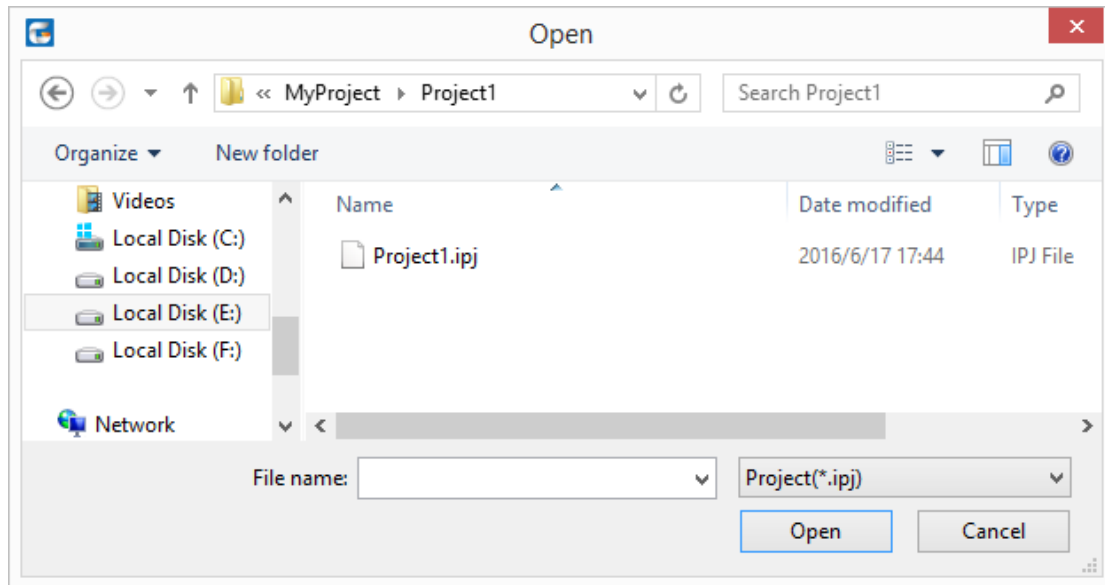 Open
« MyProject Project1
Search Project1
Organize
New folder
Name
Date modified
Type
Videos
Local Disk (C:)
Local Disk (D:)
Local Disk (E:)
Local Disk (F:)
Network
Project1.ipj
2016/6/17 17:44
IPJ File
File name:
Project(*.ipj)
Open
Cancel